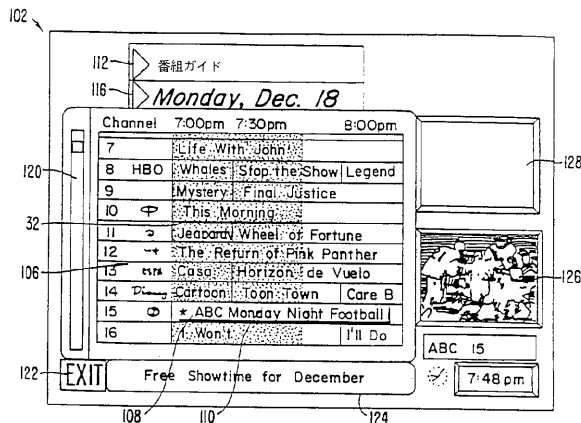 102
112 番組ガイド
116 Monday, Dec. 18
Channel 7:00pm 7:30pm 8:00pm
120
7 Life With John
128
8 HBO Whales Stop the Show Legend
9 Mystery Final Justice
10 This Morning
32
11 Jeapardy Wheel of Fortune
12 The Return of Pink Panther
106
13 Casa Horizon de Vuelo
126
14 Cartoon Toon Town Care B
15 ★ ABC Monday Night Football
16 I Won't I'll Do
ABC 15
122 EXIT Free Showtime for December
7:48 pm
108 110 124